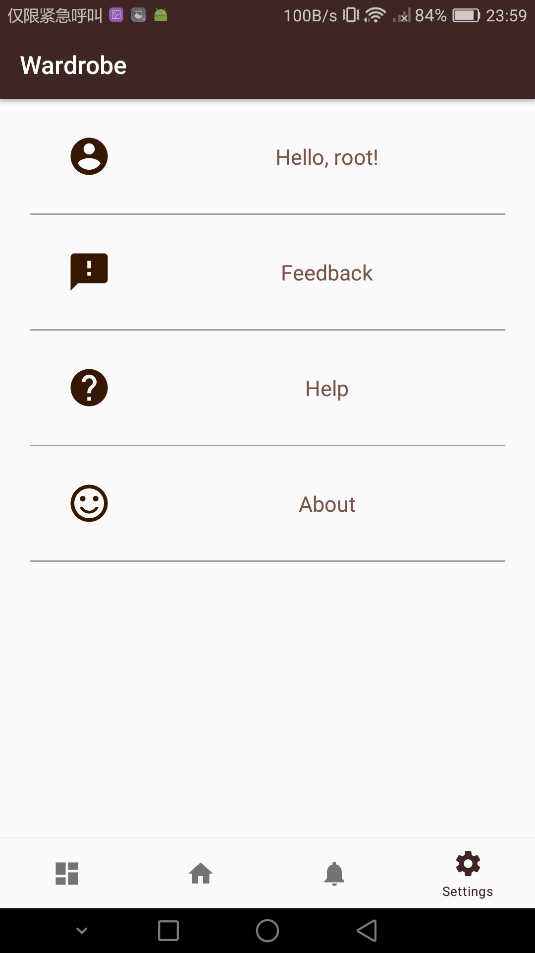 仅限紧急呼叫 100B/s 84% 23:59
Wardrobe
Hello, root!
Feedback
Help
About
Settings